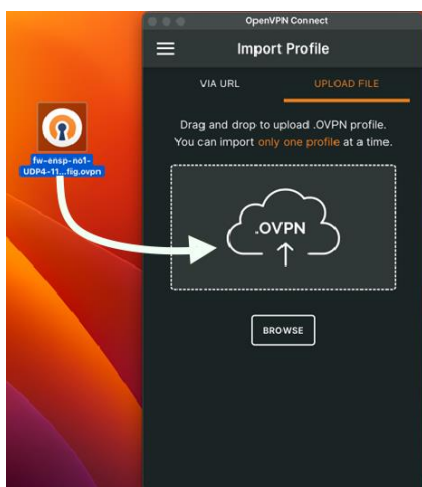 OpenVPN Connect
Import Profile
VIA URL
UPLOAD FILE
Drag and drop to upload .OVPN profile.
You can import only one profile at a time.
fw-ensp-no1-
UDP4-11...fig.ovpn
.OVPN
BROWSE